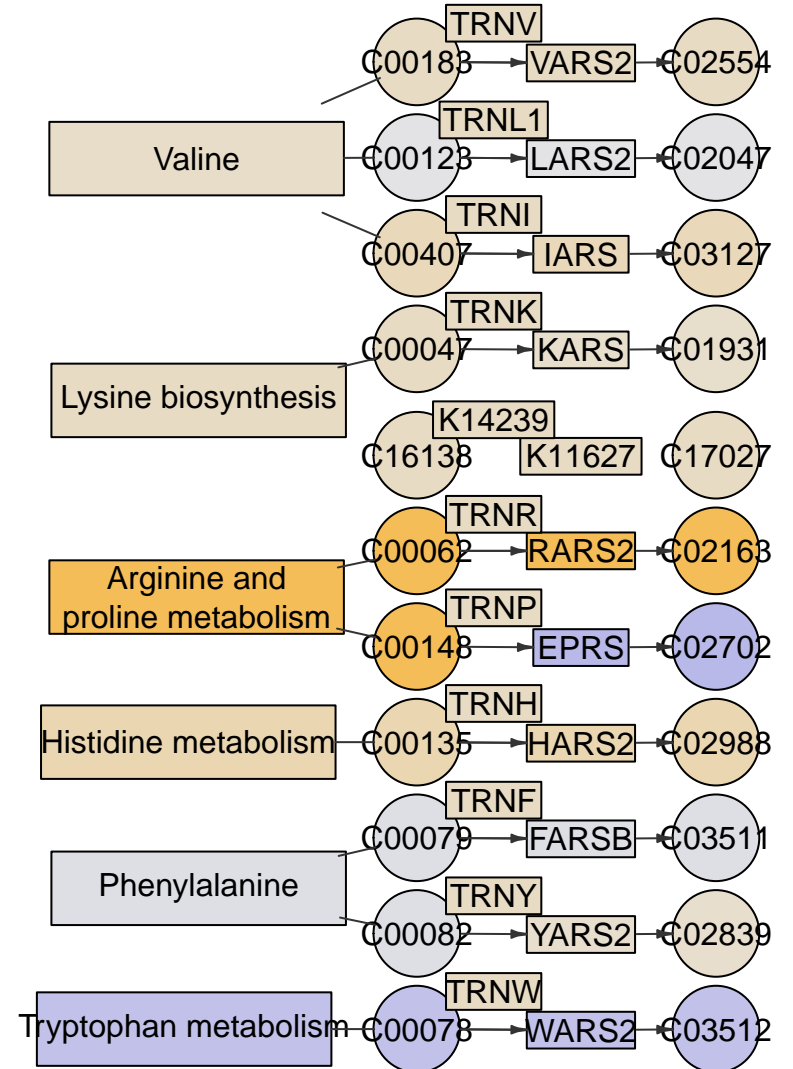 TRNV
C00183 VARS2 C02554
TRNL1
Valine C00123 LARS2 C02047
TRNI
C00407 IARS C03127
TRNK
C00047 KARS C01931
Lysine biosynthesis
K14239
C16138 K11627 C17027
TRNR
C00062 RARS2 C02163
Arginine and
proline metabolism
TRNP
C00148 EPRS C02702
TRNH
Histidine metabolism C00135 HARS2 C02988
TRNF
C00079 FARSB C03511
Phenylalanine
TRNY
C00082 YARS2 C02839
TRNW
Tryptophan metabolism C00078 WARS2 C03512